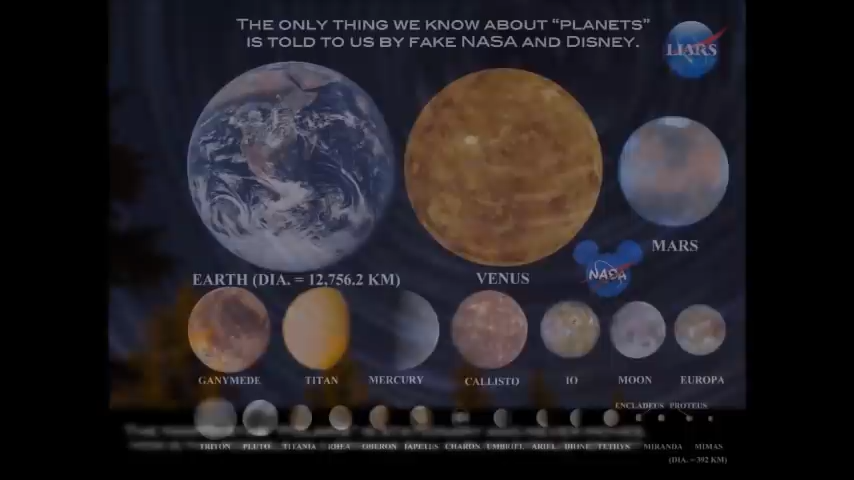 THE ONLY THING WE KNOW ABOUT “PLANETS”
IS TOLD TO US BY FAKE NASA AND DISNEY.
LIARS
MARS
NASA
EARTH (DIA. = 12,756.2 KM)
VENUS
GANYMEDE TITAN MERCURY CALLISTO IO MOON EUROPA
ENCLADEUS PROTEUS
TRITON PLUTO TITANIA RHEA OBERON IAPETUS CHARON UMBRIEL ARIEL DIONE TETHYS MIRANDA MIMAS
(DIA. = 392 KM)